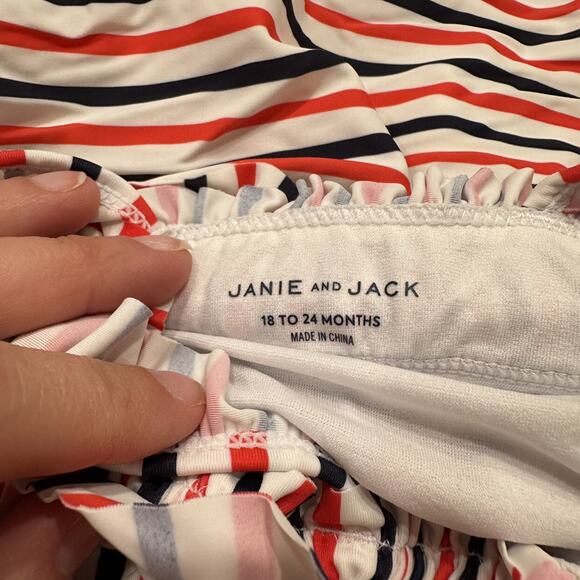 JANIE AND JACK
18 TO 24 MONTHS
MADE IN CHINA